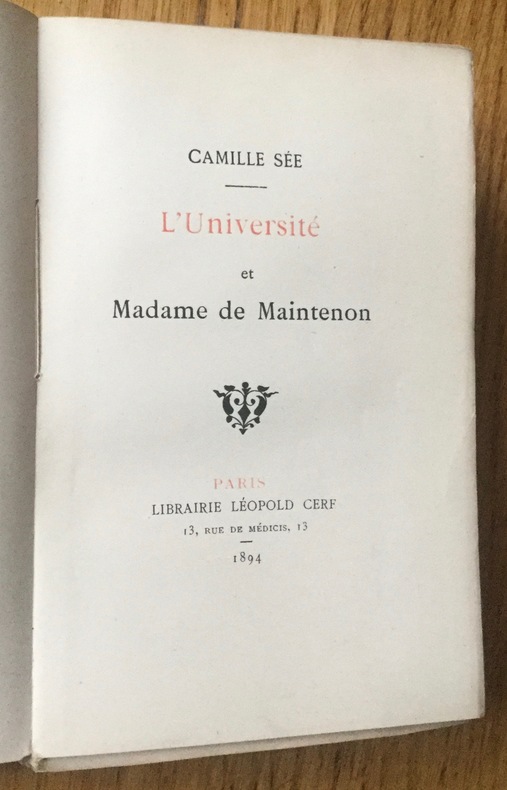 CAMILLE SÉE
L'Université
et
Madame de Maintenon
PARIS
LIBRAIRIE LÉOPOLD CERF
13, RUE DE MÉDICIS, 13
1894